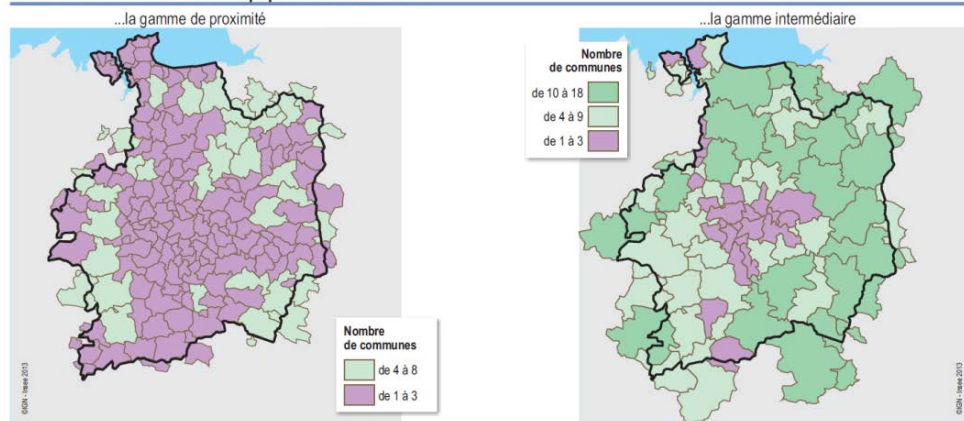 ...la gamme de proximité
...la gamme intermédiaire
Nombre
de communes
de 10 à 18
de 4 à 9
de 1 à 3
Nombre
de communes
de 4 à 8
de 1 à 3
©IGN - Insee 2013
©IGN - Insee 2013